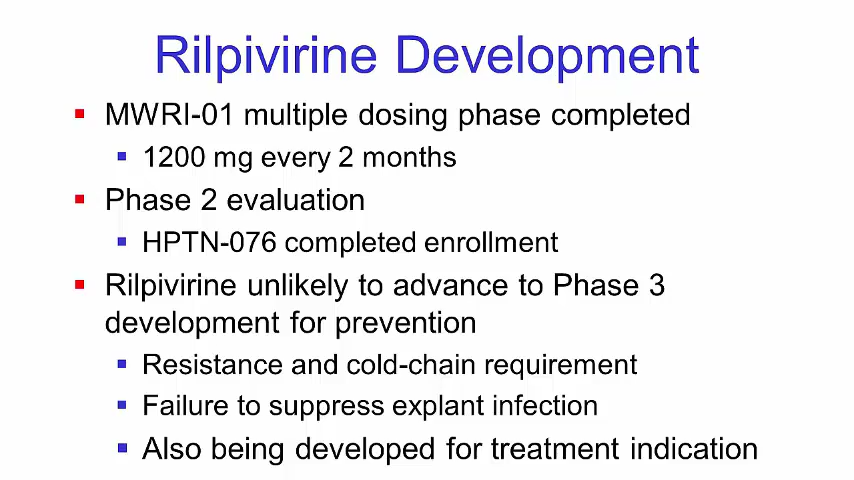 Rilpivirine Development
MWRI-01 multiple dosing phase completed
1200 mg every 2 months
Phase 2 evaluation
HPTN-076 completed enrollment
Rilpivirine unlikely to advance to Phase 3
development for prevention
Resistance and cold-chain requirement
Failure to suppress explant infection
Also being developed for treatment indication